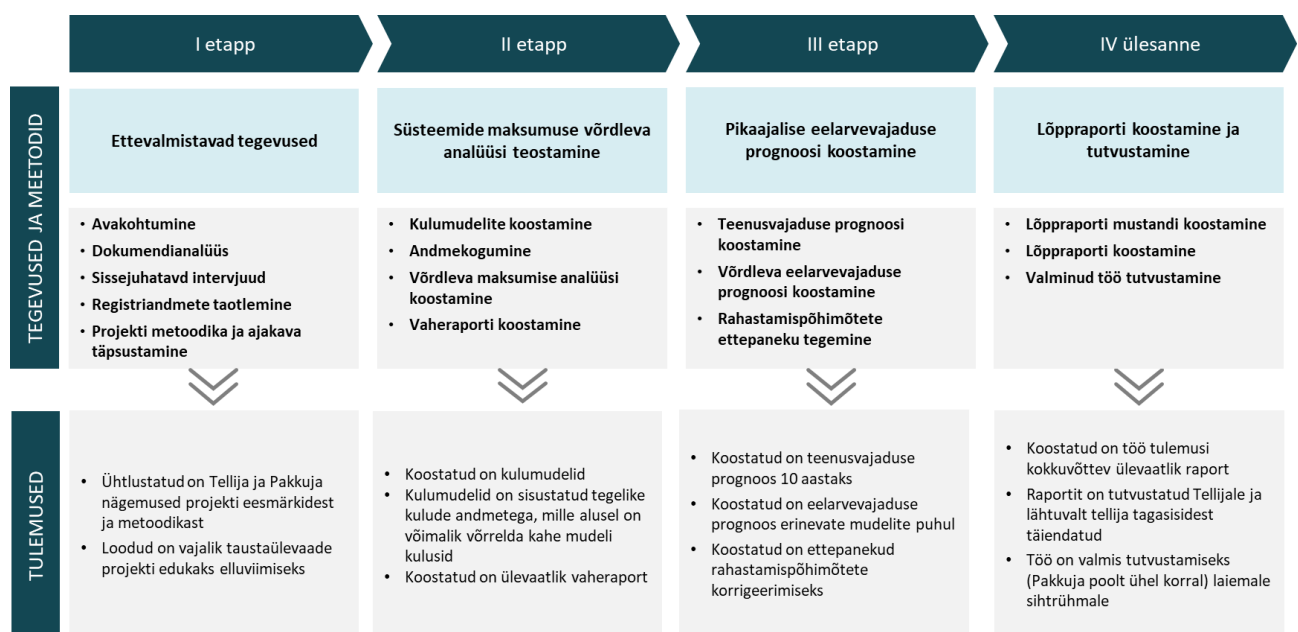 I etapp
II etapp
III etapp
IV ülesanne
TEGEVUSED JA MEETODID
Ettevalmistavad tegevused
Süsteemide maksumuse võrdleva
analüüsi teostamine
Pikaajalise eelarvevajaduse
prognoosi koostamine
Lõppraporti koostamine ja
tutvustamine
• Avakohtumine
• Dokumendianalüüs
• Sissejuhatavd intervjuud
• Registriandmete taotlemine
• Projekti metoodika ja ajakava
täpsustamine
• Kulumudelite koostamine
• Andmekogumine
• Võrdleva maksumise analüüsi
koostamine
• Vaheraporti koostamine
• Teenusvajaduse prognoosi
koostamine
• Võrdleva eelarvevajaduse
prognoosi koostamine
• Rahastamispõhimõtete
ettepaneku tegemine
• Lõppraporti mustandi koostamine
• Lõppraporti koostamine
• Valminud töö tutvustamine
TULEMUSED
• Ühtlustatud on Tellija ja Pakkuja
nägemused projekti eesmärkidest
ja metoodikast
• Loodud on vajalik taustaülevaade
projekti edukaks elluviimiseks
• Koostatud on kulumudelid
• Kulumudelid on sisustatud tegelike
kulude andmetega, mille alusel on
võimalik võrrelda kahe mudeli
kulusid
• Koostatud on ülevaatlik vaheraport
• Koostatud on teenusvajaduse
prognoos 10 aastaks
• Koostatud on eelarvevajaduse
prognoos erinevate mudelite puhul
• Koostatud on ettepanekud
rahastamispõhimõtete
korrigeerimiseks
• Koostatud on töö tulemusi
kokkuvõttev ülevaatlik raport
• Raportit on tutvustatud Tellijale ja
lähtuvalt tellija tagasisidest
täiendatud
• Töö on valmis tutvustamiseks
(Pakkuja poolt ühel korral) laiemale
sihtrühmale